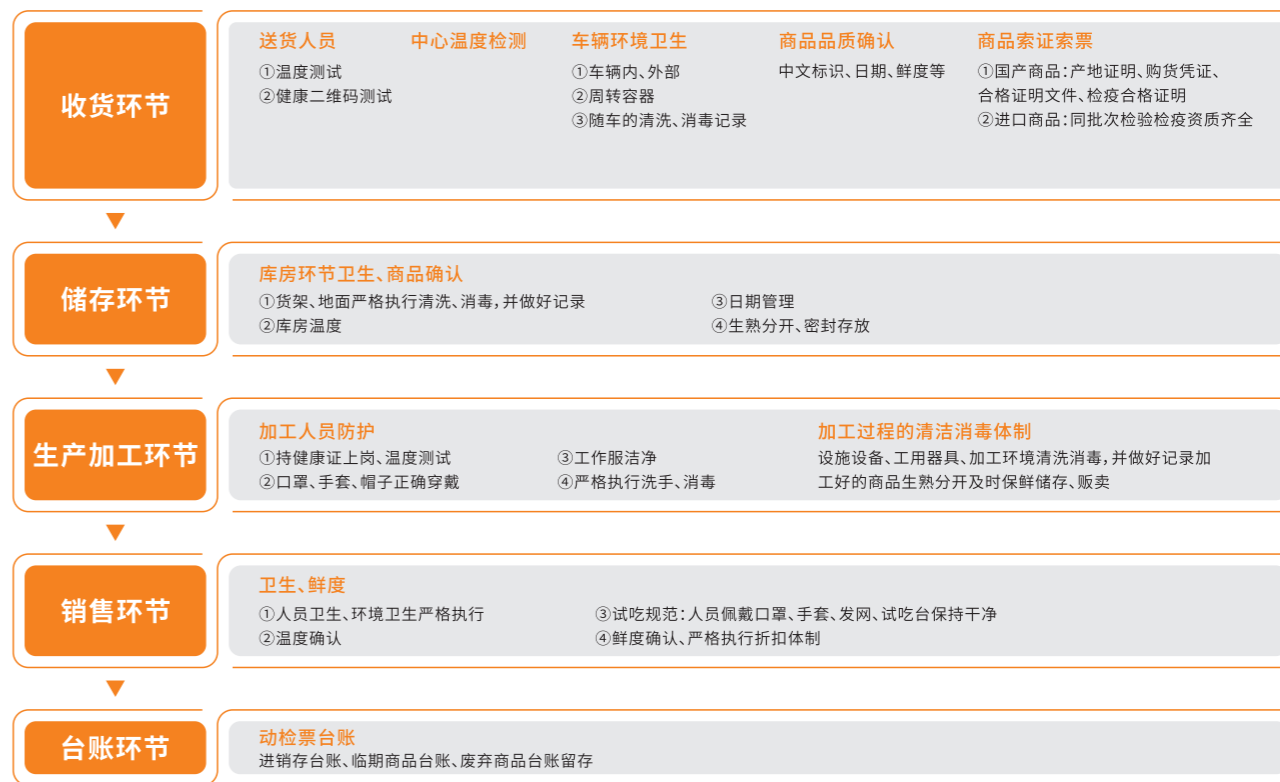 收货环节
送货人员
①温度测试
②健康二维码测试
中心温度检测
车辆环境卫生
①车辆内、外部
②周转容器
③随车的清洗、消毒记录
商品品质确认
中文标识、日期、鲜度等
商品索证索票
①国产商品：产地证明、购货凭证、
合格证明文件、检疫合格证明
②进口商品：同批次检验检疫资质齐全
储存环节
库房环节卫生、商品确认
①货架、地面严格执行清洗、消毒，并做好记录
②库房温度
③日期管理
④生熟分开、密封存放
生产加工环节
加工人员防护
①持健康证上岗、温度测试
②口罩、手套、帽子正确穿戴
③工作服洁净
④严格执行洗手、消毒
加工过程的清洁消毒体制
设施设备、工用器具、加工环境清洗消毒，并做好记录加
工好的商品生熟分开及时保鲜储存、贩卖
销售环节
卫生、鲜度
①人员卫生、环境卫生严格执行
②温度确认
③试吃规范：人员佩戴口罩、手套、发网、试吃台保持干净
④鲜度确认、严格执行折扣体制
台账环节
动检票台账
进销存台账、临期商品台账、废弃商品台账留存